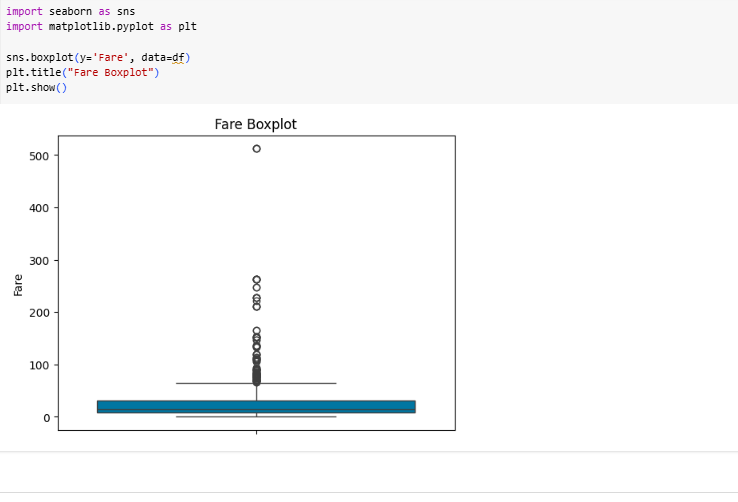 import seaborn as sns
import matplotlib.pyplot as plt
sns.boxplot(y='Fare', data=df)
plt.title("Fare Boxplot")
plt.show()
Fare Boxplot
500
400
300
200
100
0
Fare